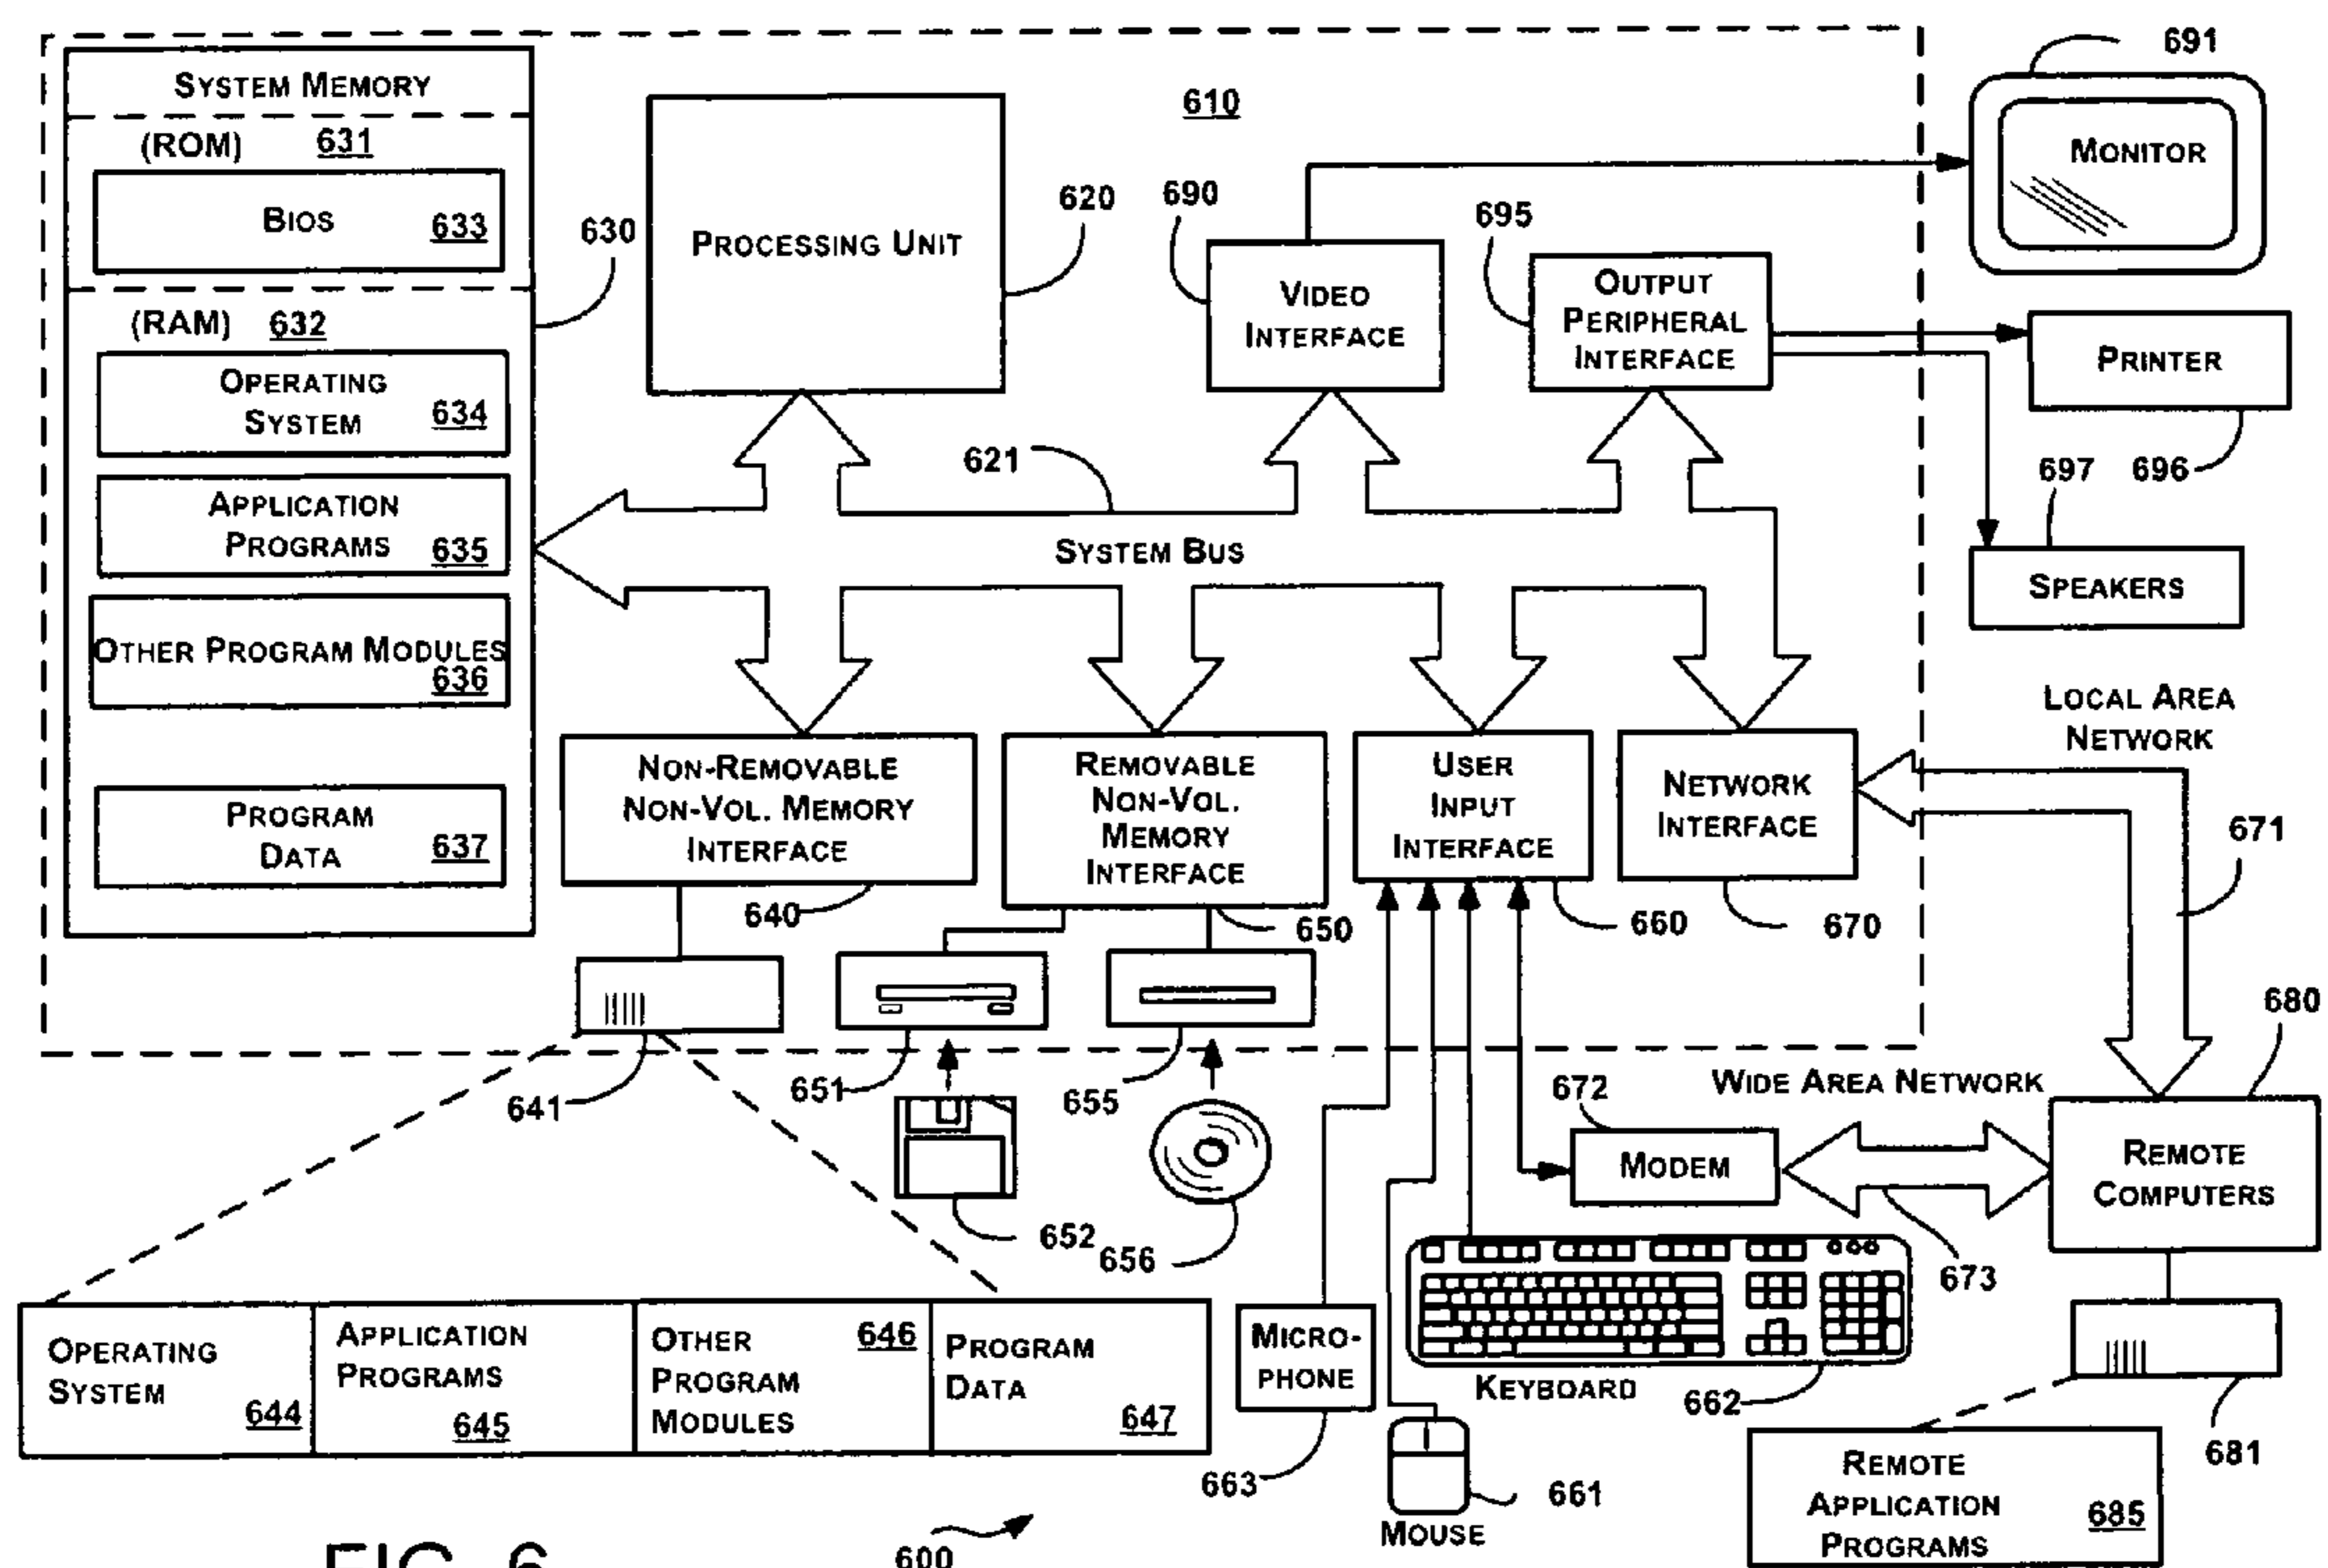 SYSTEM MEMORY
(ROM) 631
BIOS 633
(RAM) 632
OPERATING
SYSTEM 634
APPLICATION
PROGRAMS 635
OTHER PROGRAM MODULES
636
PROGRAM
DATA 637
630
PROCESSING UNIT
620
610
690
VIDEO
INTERFACE
695
OUTPUT
PERIPHERAL
INTERFACE
691
MONITOR
PRINTER
696
697
SPEAKERS
621
SYSTEM BUS
NON-REMOVABLE
NON-VOL. MEMORY
INTERFACE
640
REMOVABLE
NON-VOL.
MEMORY
INTERFACE
650
USER
INPUT
INTERFACE
660
NETWORK
INTERFACE
670
LOCAL AREA
NETWORK
671
680
641
651
655
652
656
672
WIDE AREA NETWORK
MODEM
673
REMOTE
COMPUTERS
OPERATING
SYSTEM
644
APPLICATION
PROGRAMS
645
OTHER 646
PROGRAM
MODULES
PROGRAM
DATA
647
MICRO-
PHONE
663
KEYBOARD
662
661
MOUSE
681
REMOTE
APPLICATION
PROGRAMS
685
FIG. 6
600